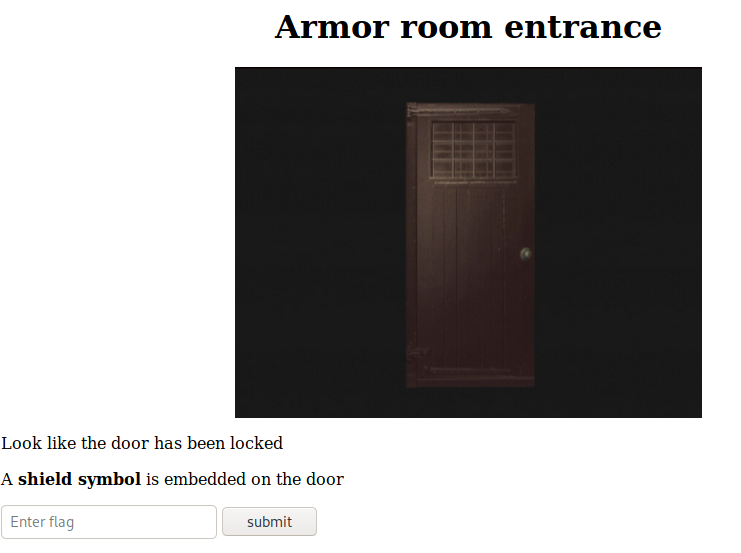 Armor room entrance
Look like the door has been locked
A shield symbol is embedded on the door
Enter flag
submit